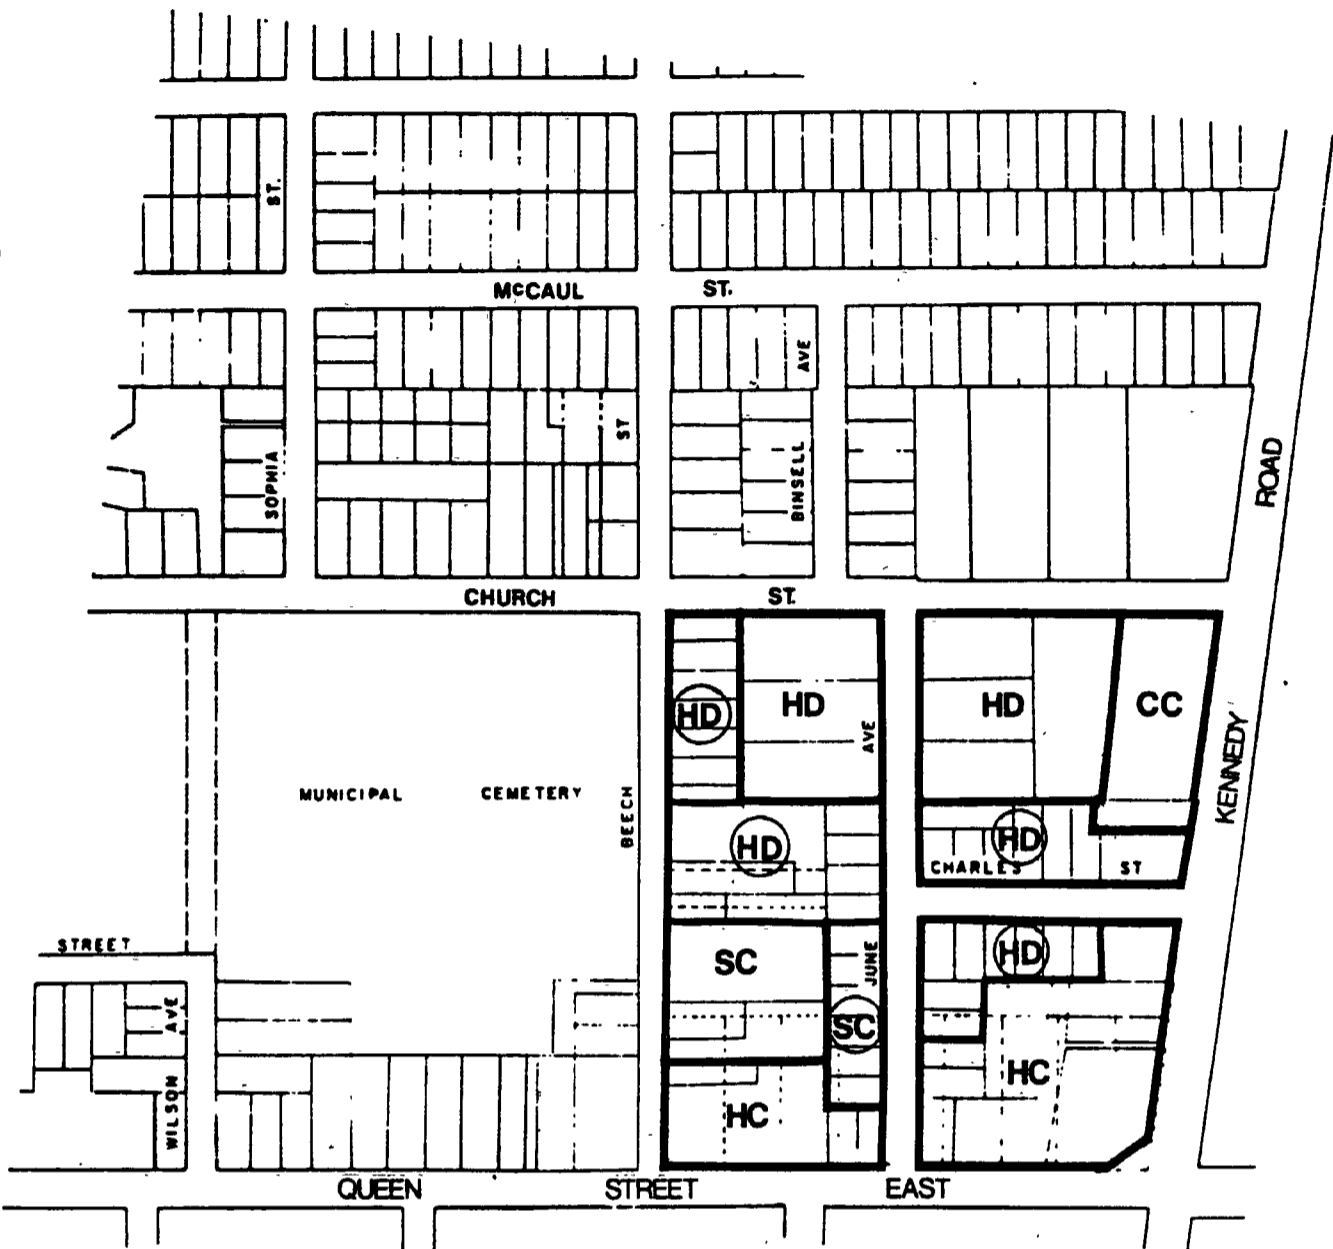 ST.
McCAUL ST.
AVE
ST
SOPHIA
BINSELL
ROAD
CHURCH ST.
HD
HD
HD
CC
AVE
KENNEDY
MUNICIPAL CEMETERY
BEECH
HD
HD
CHARLES ST
STREET
SC
JUNE
HD
AVE
SC
WILSON
HC
HC
QUEEN STREET EAST